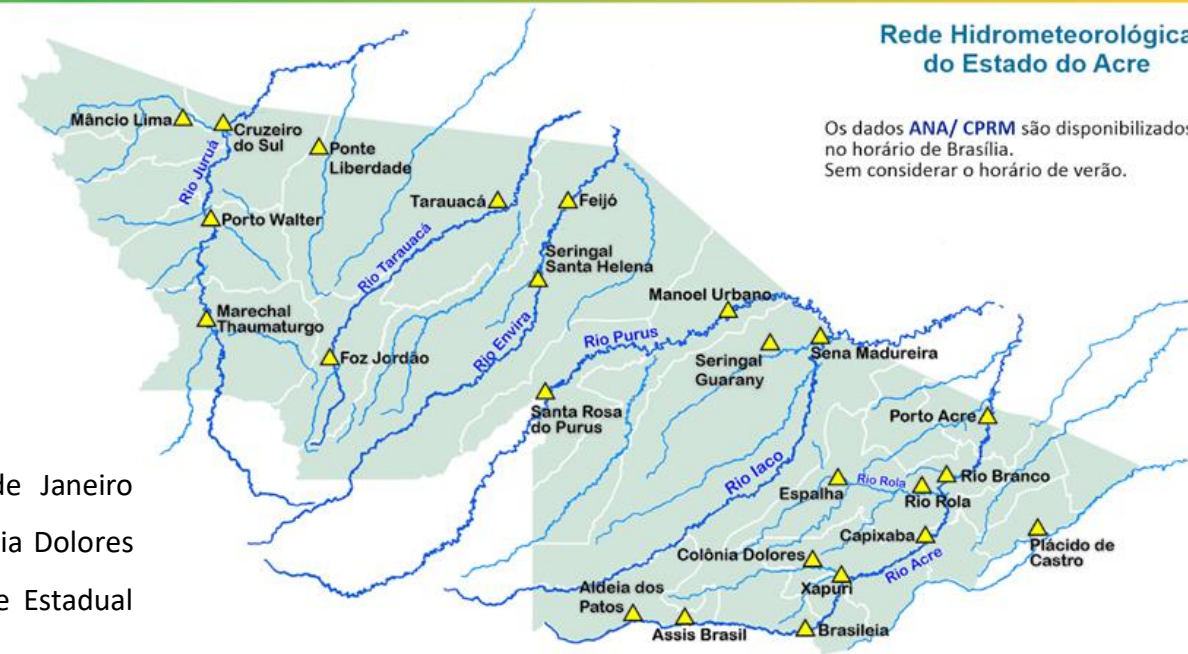 Rede Hidrometeorológica
do Estado do Acre
Os dados ANA/ CPRM são disponibilizados
no horário de Brasília.
Sem considerar o horário de verão.
Mâncio Lima
Cruzeiro
do Sul
Ponte
Liberdade
Rio Juruá
Tarauacá
Feijó
Porto Walter
Rio Tarauacá
Seringal
Santa Helena
Manoel Urbano
Marechal
Thaumaturgo
Rio Envira
Rio Purus
Foz Jordão
Seringal
Guarany
Sena Madureira
Santa Rosa
do Purus
Porto Acre
Rio Iaco
Espalha
Rio Rola
Rio Rola
Rio Branco
Capixaba
Plácido de
Castro
Colônia Dolores
Rio Acre
Xapuri
Aldeia dos
Patos
Assis Brasil
Brasileia
de Janeiro
ia Dolores
e Estadual